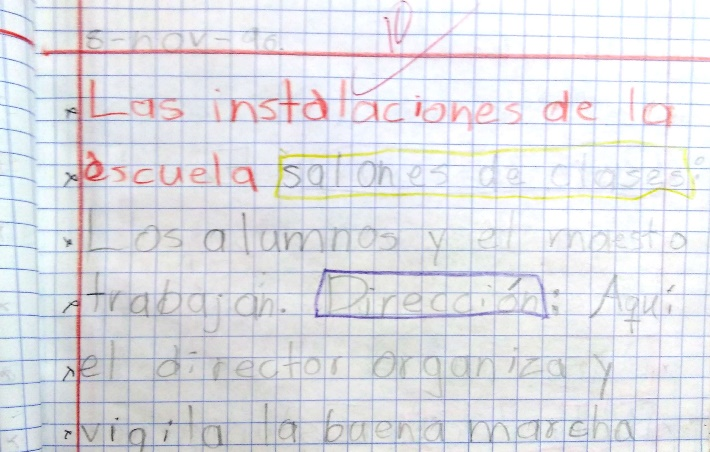 5-nov-96. 10
Las instalaciones de la
escuela salones de clases:
Los alumnos y el maestro
trabajan. Dirección: Aquí
el director organiza y
vigila la buena marcha